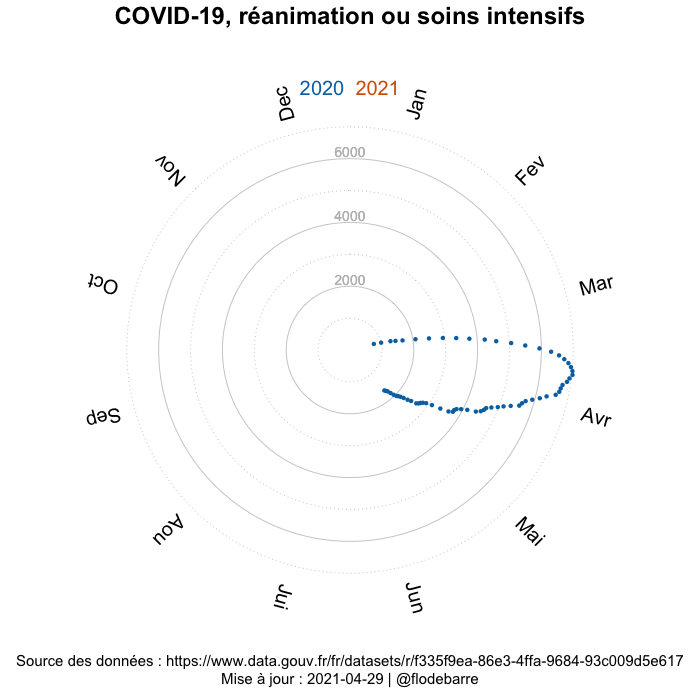 COVID-19, réanimation ou soins intensifs
2020 2021
Dec
Jan
Nov
Fev
6000
4000
2000
Oct
Mar
Sep
Avr
Aou
Mai
Jui
Jun
Source des données : https://www.data.gouv.fr/fr/datasets/r/f335f9ea-86e3-4ffa-9684-93c009d5e617
Mise à jour : 2021-04-29 | @flodebarre